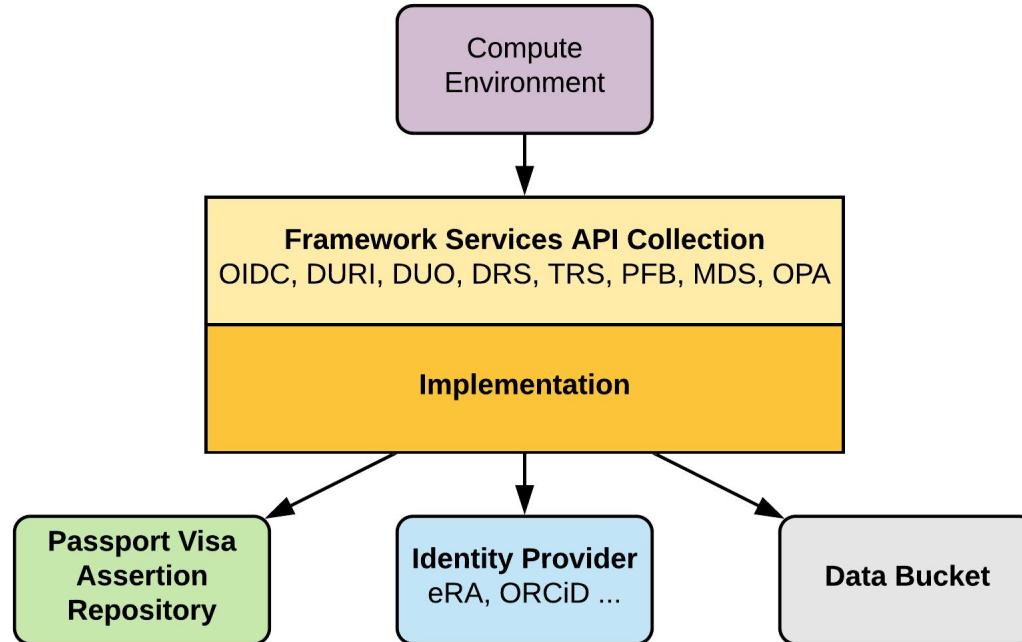 Compute
Environment
Framework Services API Collection
OIDC, DURI, DUO, DRS, TRS, PFB, MDS, OPA
Implementation
Passport Visa
Assertion
Repository
Identity Provider
eRA, ORCiD ...
Data Bucket